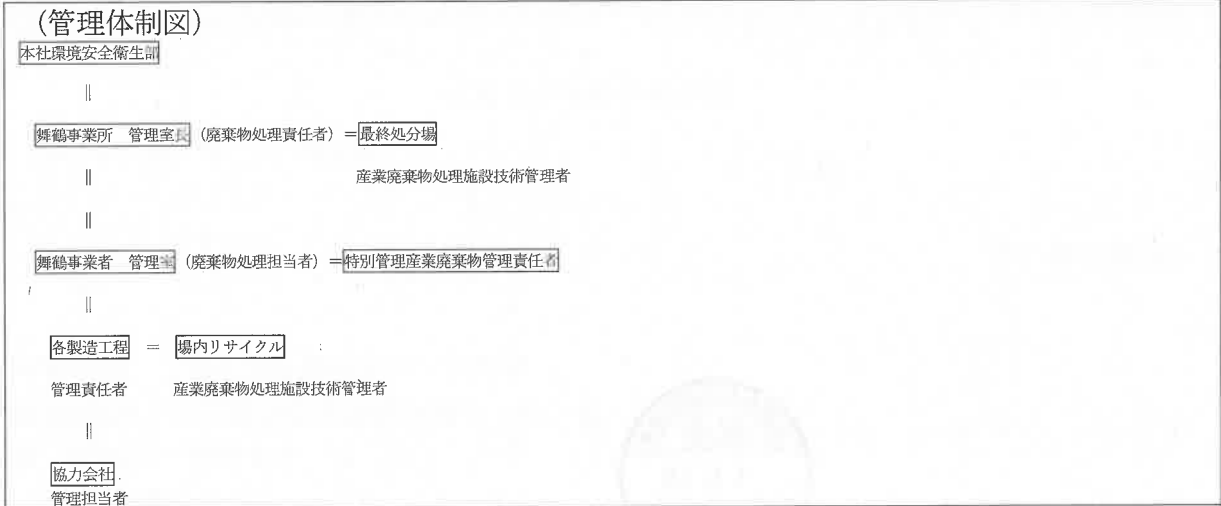 （管理体制図）
本社環境安全衛生部
||
舞鶴事業所　管理室長（廃棄物処理責任者）＝最終処分場
||　産業廃棄物処理施設技術管理者
||
舞鶴事業者　管理室（廃棄物処理担当者）＝特別管理産業廃棄物管理責任者
||
各製造工程　＝　場内リサイクル
管理責任者　産業廃棄物処理施設技術管理者
||
協力会社
管理担当者